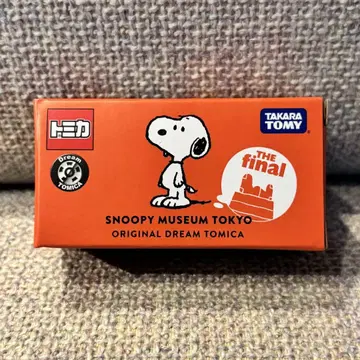 トミカ
Dream
TOMICA
TAKARA
TOMY
THE
final
SNOOPY MUSEUM TOKYO
ORIGINAL DREAM TOMICA